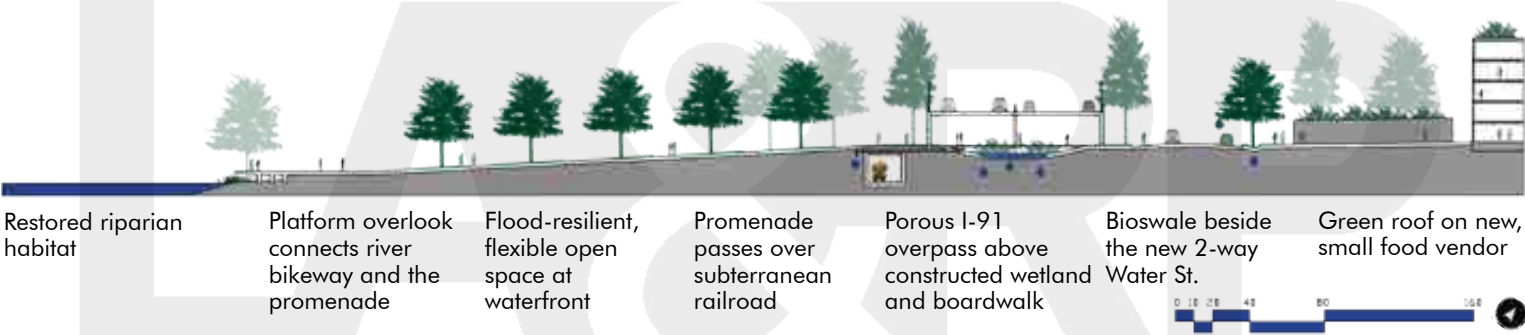 LA&RP
Restored riparian
habitat
Platform overlook
connects river
bikeway and the
promenade
Flood-resilient,
flexible open
space at
waterfront
Promenade
passes over
subterranean
railroad
Porous I-91
overpass above
constructed wetland
and boardwalk
Bioswale beside
the new 2-way
Water St.
Green roof on new,
small food vendor
0 10 20 40 80 160